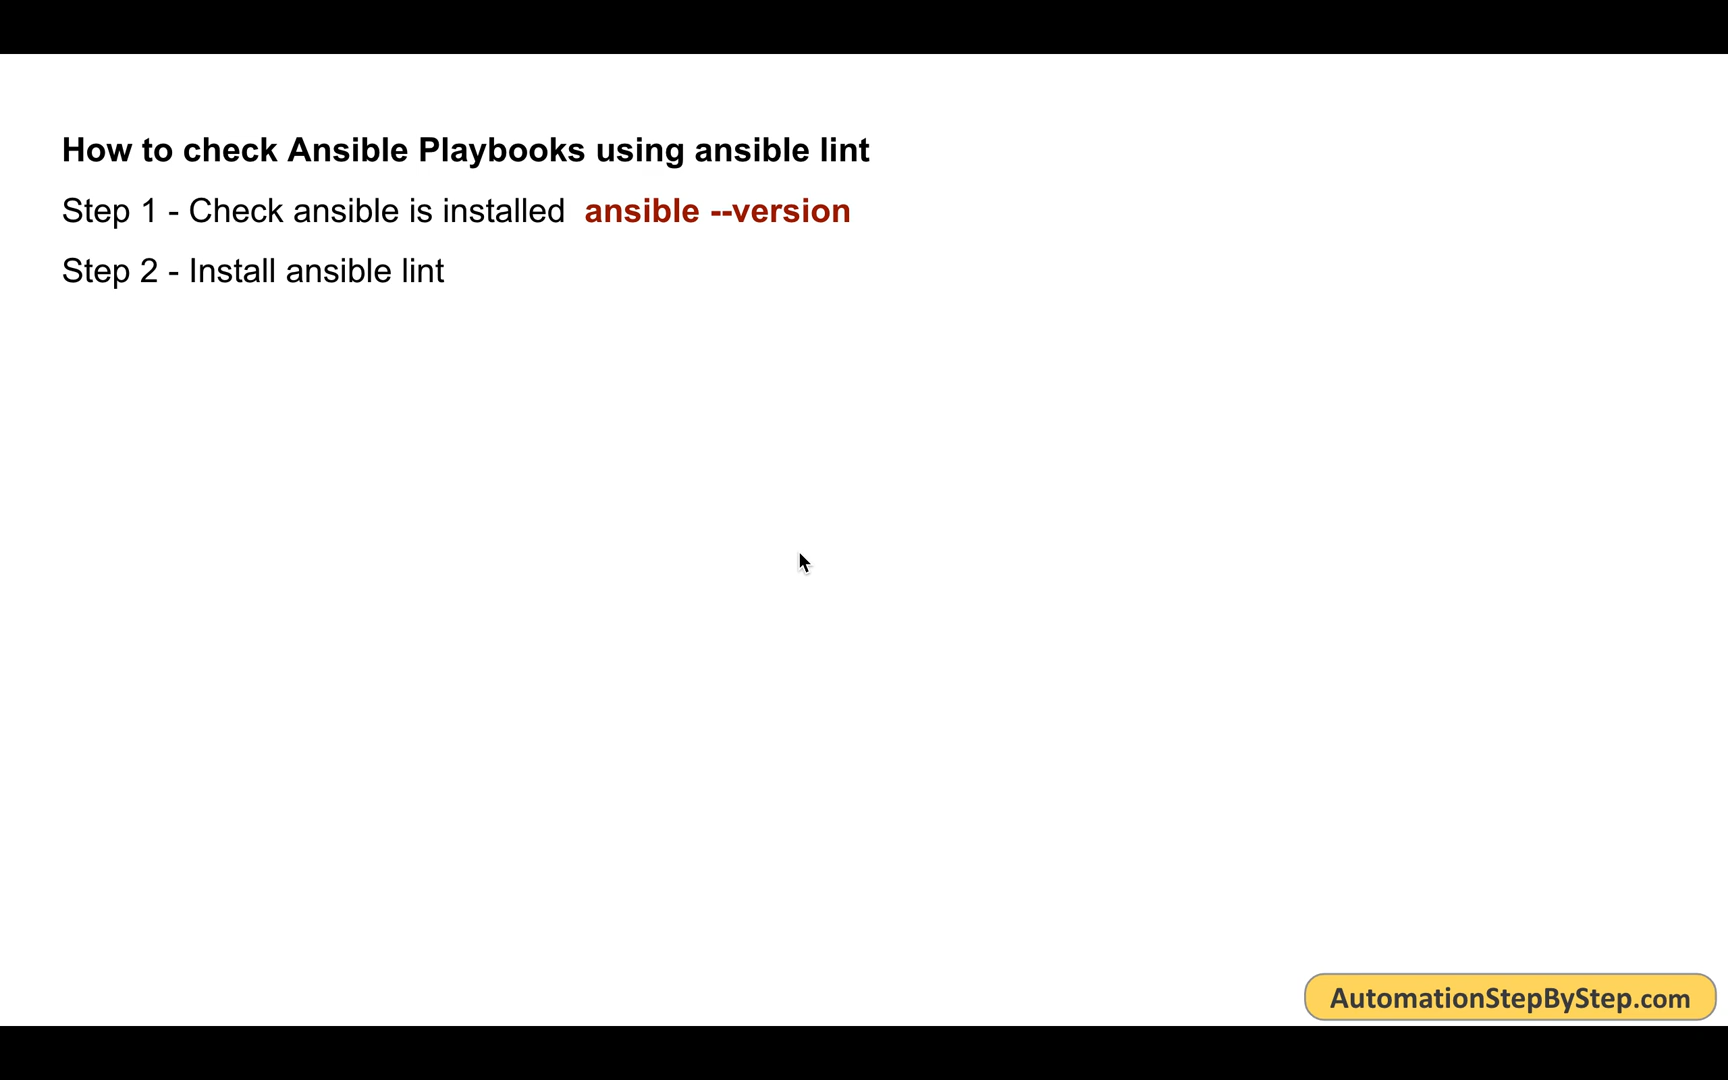 How to check Ansible Playbooks using ansible lint
Step 1 - Check ansible is installed ansible --version
Step 2 - Install ansible lint
AutomationStepByStep.com